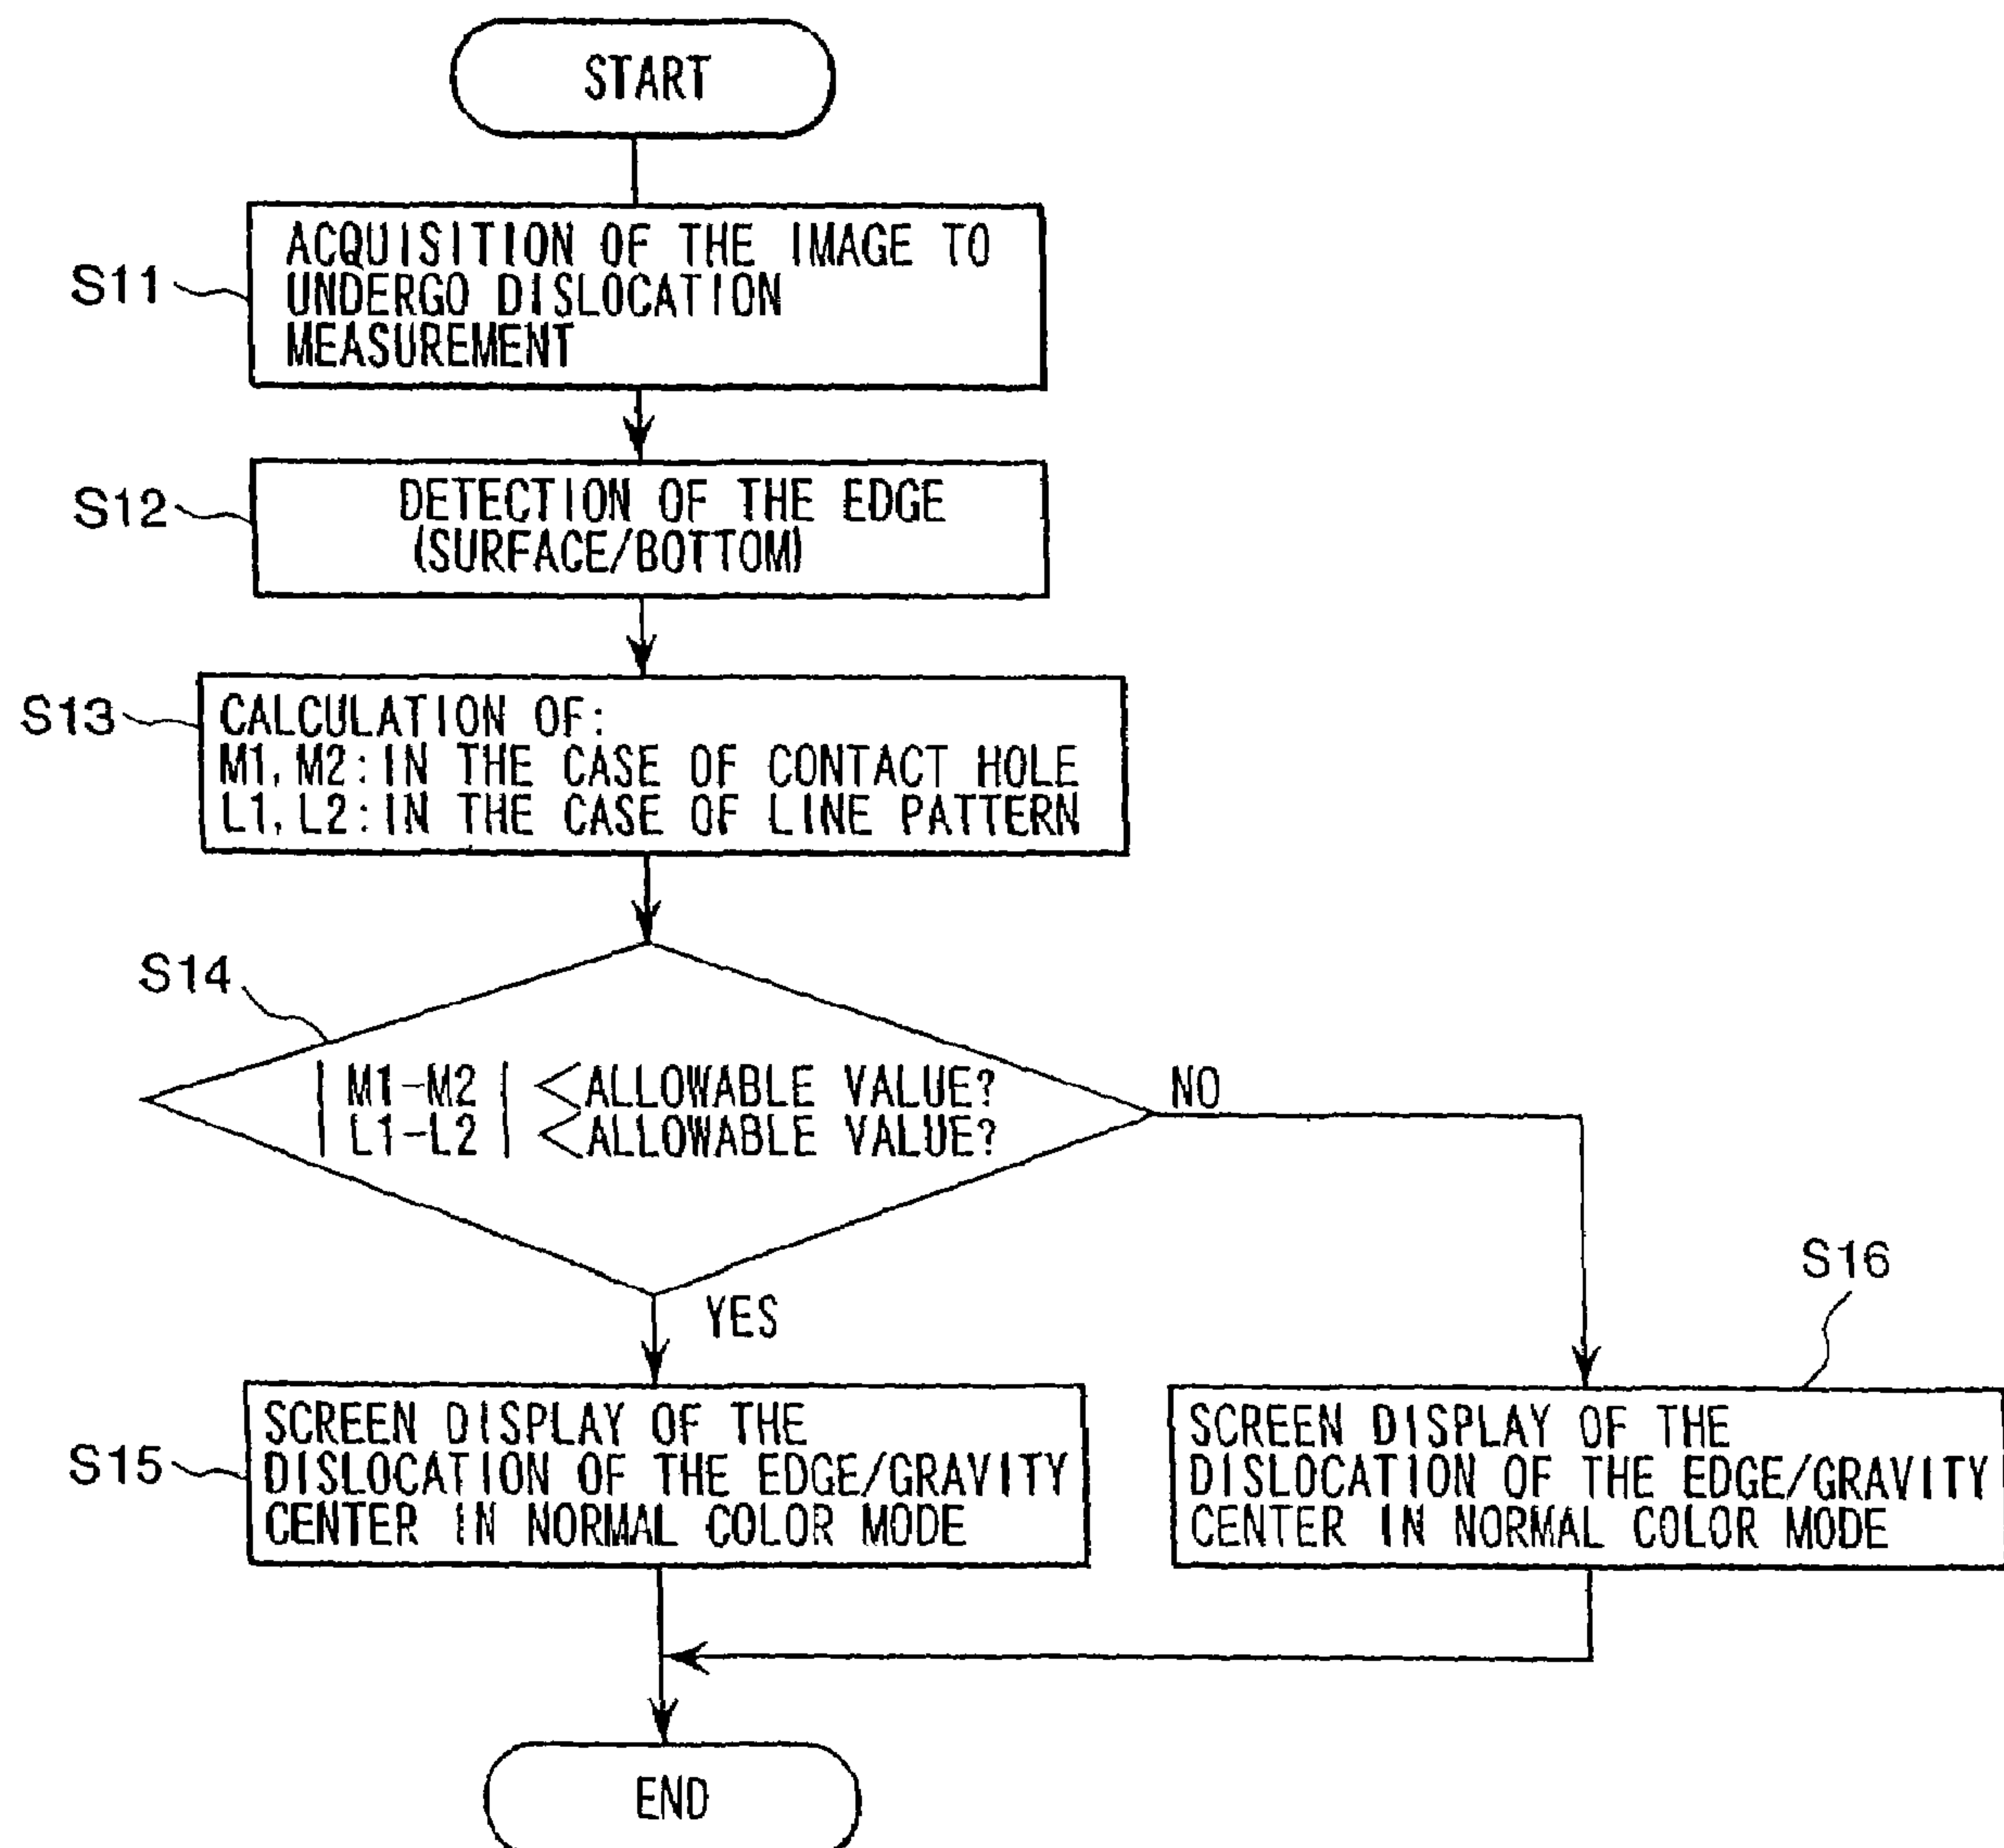 START
S11
ACQUISITION OF THE IMAGE TO
UNDERGO DISLOCATION
MEASUREMENT
S12
DETECTION OF THE EDGE
(SURFACE/BOTTOM)
S13
CALCULATION OF:
M1, M2: IN THE CASE OF CONTACT HOLE
L1, L2: IN THE CASE OF LINE PATTERN
S14
| M1-M2 | <ALLOWABLE VALUE?
| L1-L2 | <ALLOWABLE VALUE?
NO
YES
S15
SCREEN DISPLAY OF THE
DISLOCATION OF THE EDGE/GRAVITY
CENTER IN NORMAL COLOR MODE
S16
SCREEN DISPLAY OF THE
DISLOCATION OF THE EDGE/GRAVITY
CENTER IN NORMAL COLOR MODE
END